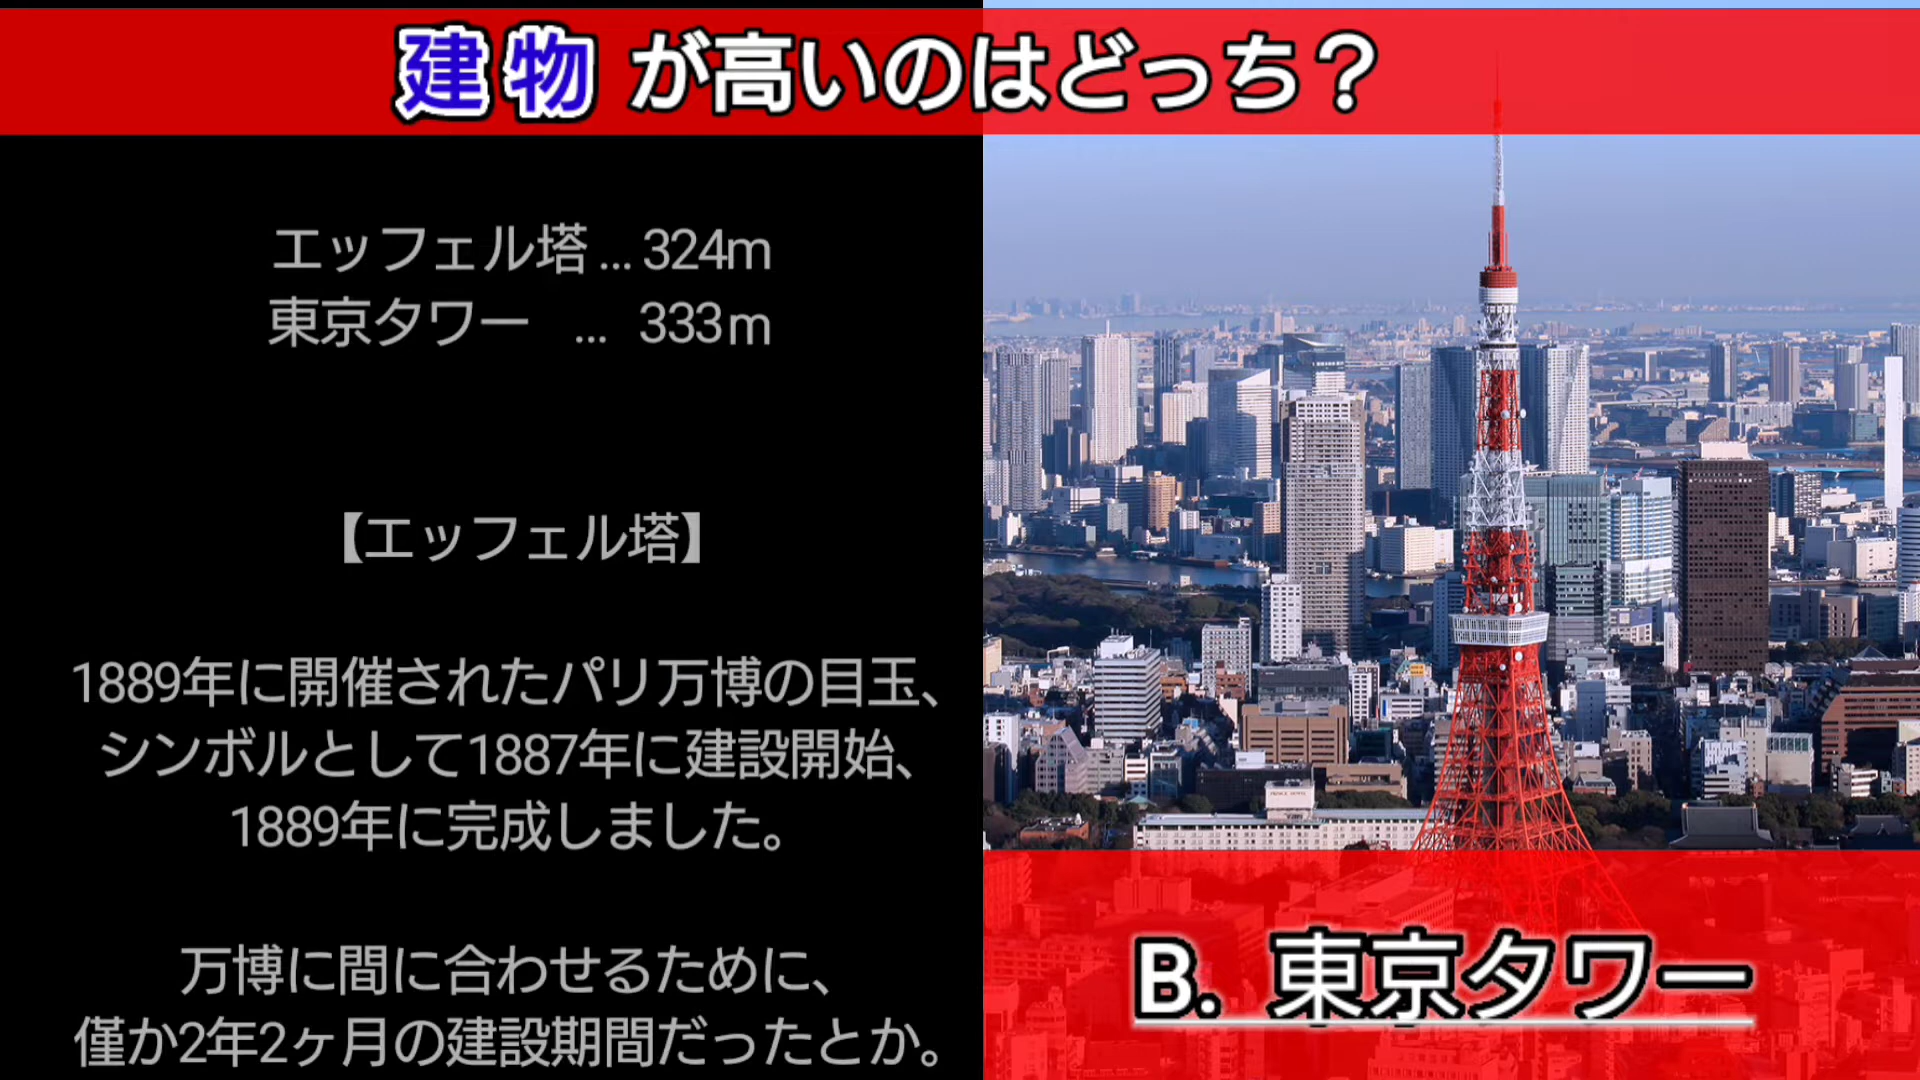 建物が高いのはどっち？
エッフェル塔 ... 324m
東京タワー ... 333m
【エッフェル塔】
1889年に開催されたパリ万博の目玉、
シンボルとして1887年に建設開始、
1889年に完成しました。
万博に間に合わせるために、
僅か2年2ヶ月の建設期間だったとか。
B. 東京タワー